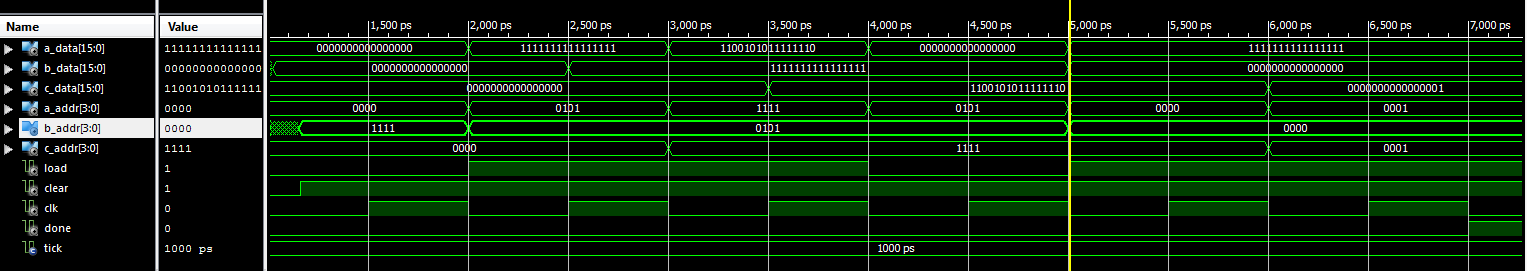 Name Value 1,500 ps 2,000 ps 2,500 ps 3,000 ps 3,500 ps 4,000 ps 4,500 ps 5,000 ps 5,500 ps 6,000 ps 6,500 ps 7,000 ps
a_data[15:0] 11111111111111 0000000000000000 1111111111111111 1100101011111110 0000000000000000 1111111111111111
b_data[15:0] 00000000000000 0000000000000000 1111111111111111 0000000000000000
c_data[15:0] 11001010111111 0000000000000000 1100101011111110 0000000000000001
a_addr[3:0] 0000 0000 0101 1111 0101 0000 0001
b_addr[3:0] 0000 1111 0101 0000
c_addr[3:0] 1111 0000 1111 0001
load 1
clear 1
clk 0
done 0
tick 1000 ps 1000 ps